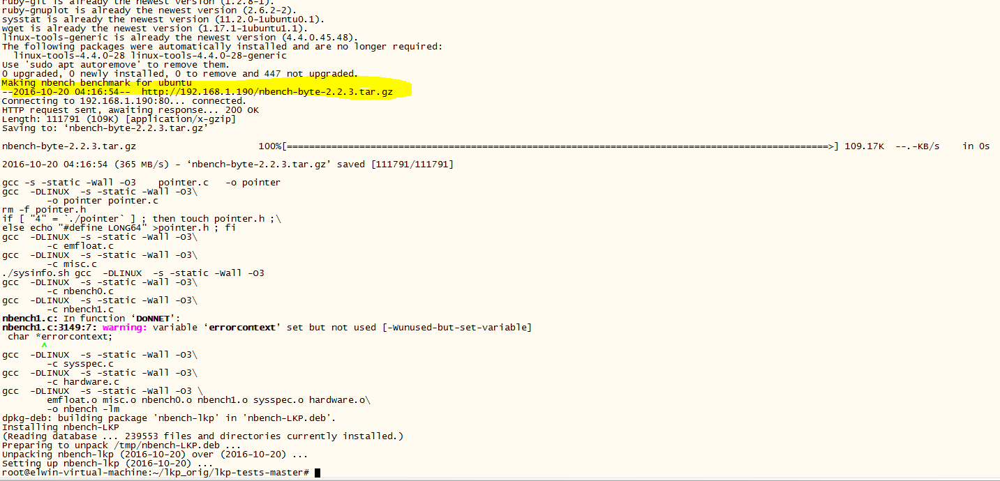 ruby-git is already the newest version (1.2.8-1).
ruby-gnuplot is already the newest version (2.6.2-2).
sysstat is already the newest version (11.2.0-1ubuntu0.1).
wget is already the newest version (1.17.1-1ubuntu1.1).
linux-tools-generic is already the newest version (4.4.0.45.48).
The following packages were automatically installed and are no longer required:
  linux-tools-4.4.0-28 linux-tools-4.4.0-28-generic
Use 'sudo apt autoremove' to remove them.
0 upgraded, 0 newly installed, 0 to remove and 447 not upgraded.
Making nbench benchmark for ubuntu
--2016-10-20 04:16:54--  http://192.168.1.190/nbench-byte-2.2.3.tar.gz
Connecting to 192.168.1.190:80... connected.
HTTP request sent, awaiting response... 200 OK
Length: 111791 (109K) [application/x-gzip]
Saving to: ‘nbench-byte-2.2.3.tar.gz’
nbench-byte-2.2.3.tar.gz                      100%[=================================================================================================>] 109.17K  --.-KB/s    in 0s
2016-10-20 04:16:54 (365 MB/s) - ‘nbench-byte-2.2.3.tar.gz’ saved [111791/111791]
gcc -s -static -Wall -O3    pointer.c   -o pointer
gcc  -DLINUX  -s -static -Wall -O3\
        -o pointer pointer.c
rm -f pointer.h
if [ "4" = `./pointer` ] ; then touch pointer.h ;\
else echo "#define LONG64" >pointer.h ; fi
gcc  -DLINUX  -s -static -Wall -O3\
        -c emfloat.c
gcc  -DLINUX  -s -static -Wall -O3\
        -c misc.c
./sysinfo.sh gcc  -DLINUX  -s -static -Wall -O3
gcc  -DLINUX  -s -static -Wall -O3\
        -c nbench0.c
gcc  -DLINUX  -s -static -Wall -O3\
        -c nbench1.c
nbench1.c: In function ‘DoNNET’:
nbench1.c:3149:7: warning: variable ‘errorcontext’ set but not used [-Wunused-but-set-variable]
 char *errorcontext;
       ^
gcc  -DLINUX  -s -static -Wall -O3\
        -c sysspec.c
gcc  -DLINUX  -s -static -Wall -O3\
        -c hardware.c
gcc  -DLINUX  -s -static -Wall -O3 \
        emfloat.o misc.o nbench0.o nbench1.o sysspec.o hardware.o\
        -o nbench -lm
dpkg-deb: building package 'nbench-lkp' in 'nbench-LKP.deb'.
Installing nbench-LKP
(Reading database ... 239553 files and directories currently installed.)
Preparing to unpack /tmp/nbench-LKP.deb ...
Unpacking nbench-lkp (2016-10-20) over (2016-10-20) ...
Setting up nbench-lkp (2016-10-20) ...
root@elwin-virtual-machine:~/lkp_orig/lkp-tests-master#